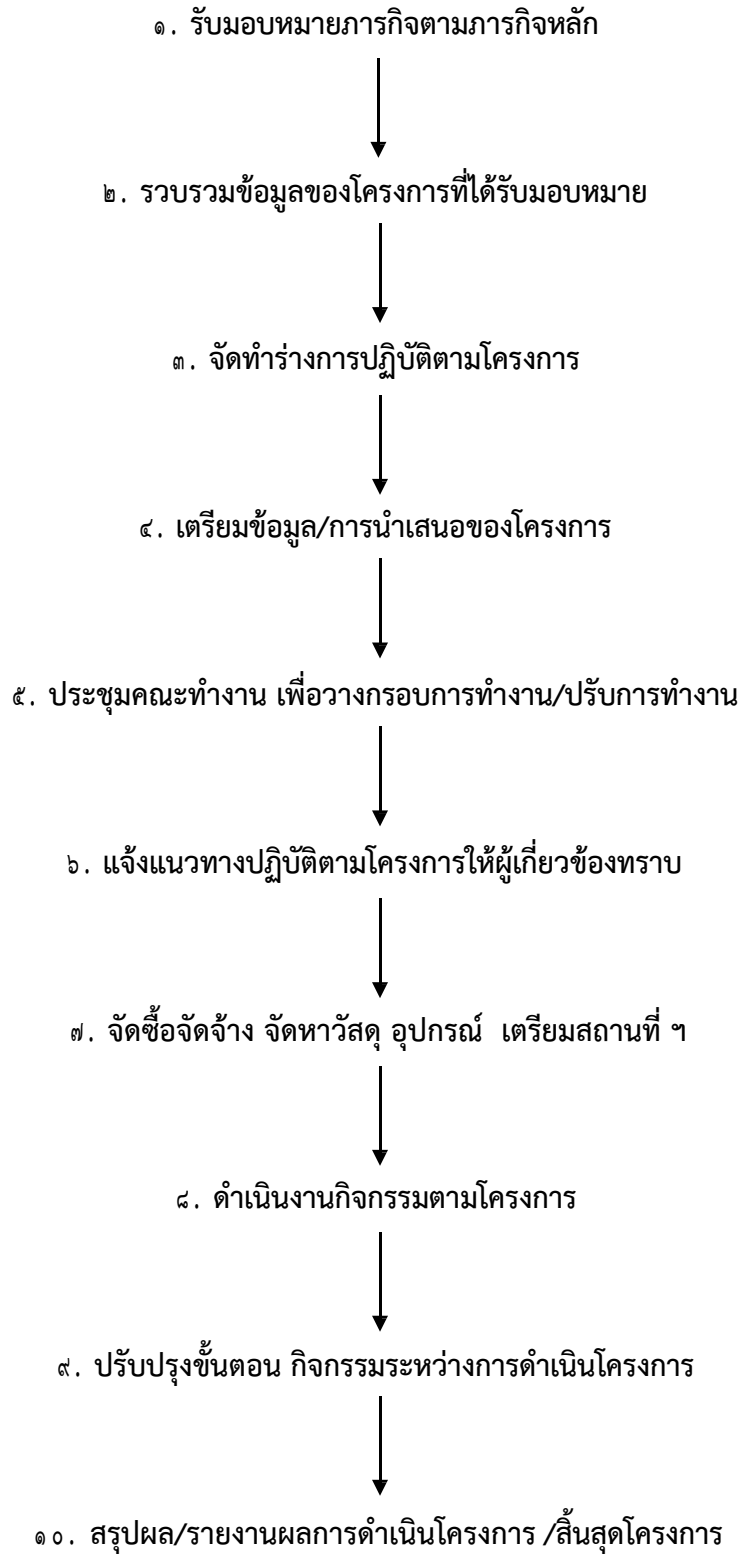 ๑. รับมอบหมายภารกิจตามภารกิจหลัก
๒. รวบรวมข้อมูลของโครงการที่ได้รับมอบหมาย
๓. จัดทำร่างการปฏิบัติตามโครงการ
๔. เตรียมข้อมูล/การนำเสนอของโครงการ
๕. ประชุมคณะทำงาน เพื่อวางกรอบการทำงาน/ปรับการทำงาน
๖. แจ้งแนวทางปฏิบัติตามโครงการให้ผู้เกี่ยวข้องทราบ
๗. จัดซื้อจัดจ้าง จัดหาวัสดุ อุปกรณ์  เตรียมสถานที่ ฯ
๘. ดำเนินงานกิจกรรมตามโครงการ
๙. ปรับปรุงขั้นตอน กิจกรรมระหว่างการดำเนินโครงการ
๑๐. สรุปผล/รายงานผลการดำเนินโครงการ /สิ้นสุดโครงการ